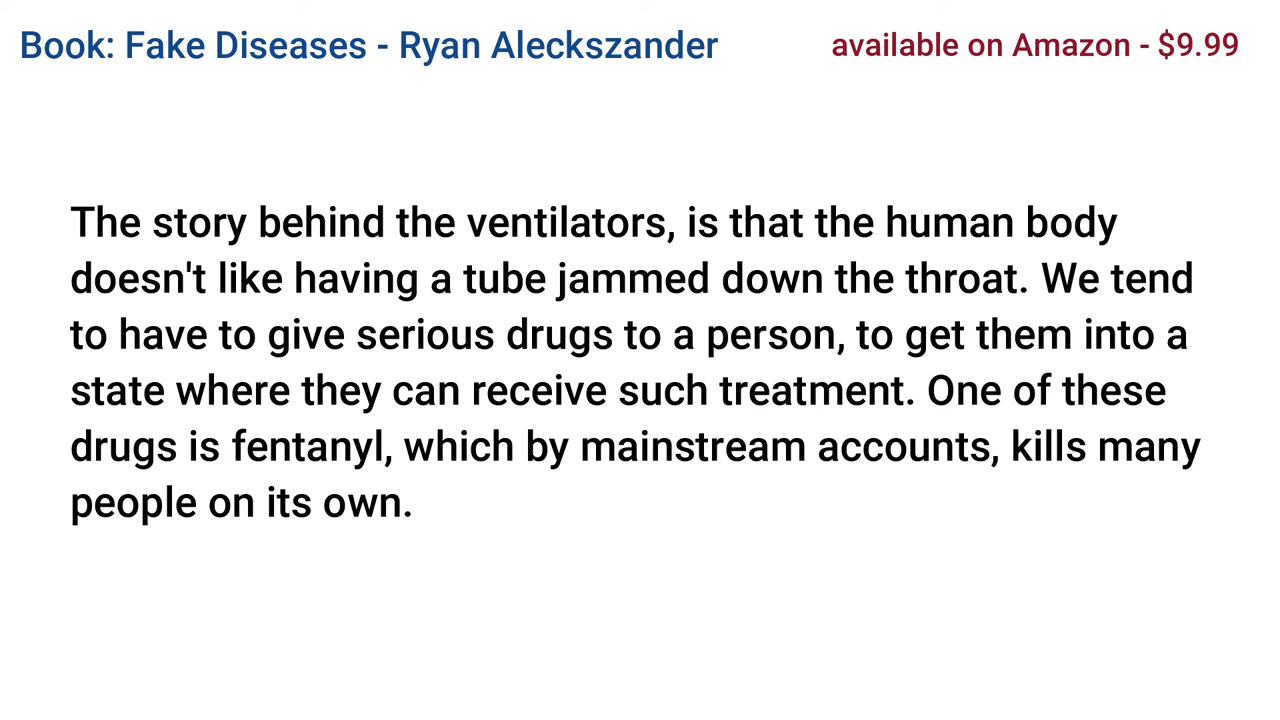 Book: Fake Diseases - Ryan Aleckszander
available on Amazon - $9.99
The story behind the ventilators, is that the human body
doesn't like having a tube jammed down the throat. We tend
to have to give serious drugs to a person, to get them into a
state where they can receive such treatment. One of these
drugs is fentanyl, which by mainstream accounts, kills many
people on its own.